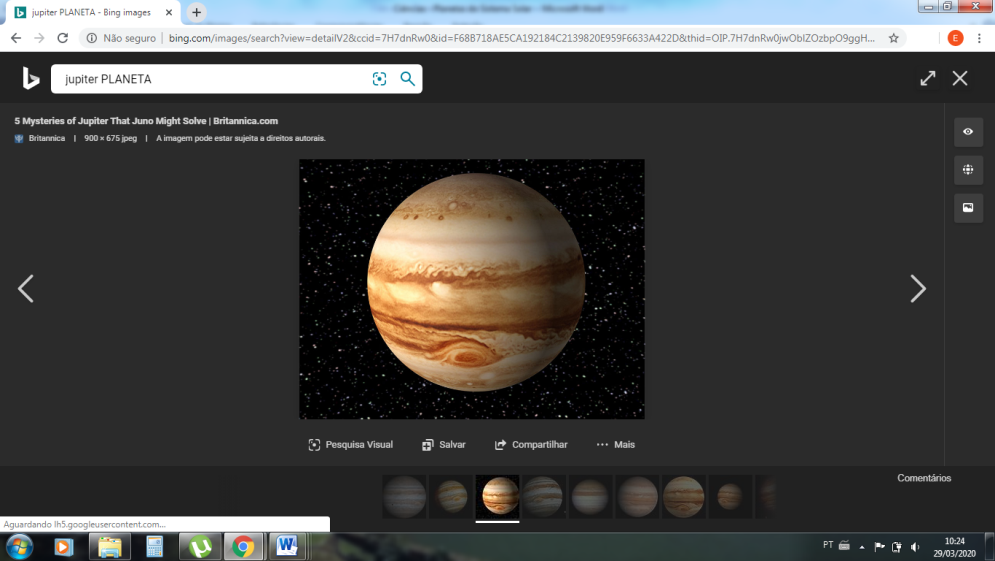 Ciências - Planetas do Sistema Solar - Microsoft Word
jupiter PLANETA - Bing images
Não seguro | bing.com/images/search?view=detailV2&ccid=7H7dnRw0&id=F68B718AE5CA192184C2139820E959F6633A422D&thid=OIP.7H7dnRw0jwOblZOzbpO9ggH...
E
jupiter PLANETA
5 Mysteries of Jupiter That Juno Might Solve | Britannica.com
Britannica | 900 × 675 jpeg | A imagem pode estar sujeita a direitos autorais.
Pesquisa Visual Salvar Compartilhar Mais
Comentários
Aguardando lh5.googleusercontent.com...
PT 10:24
29/03/2020